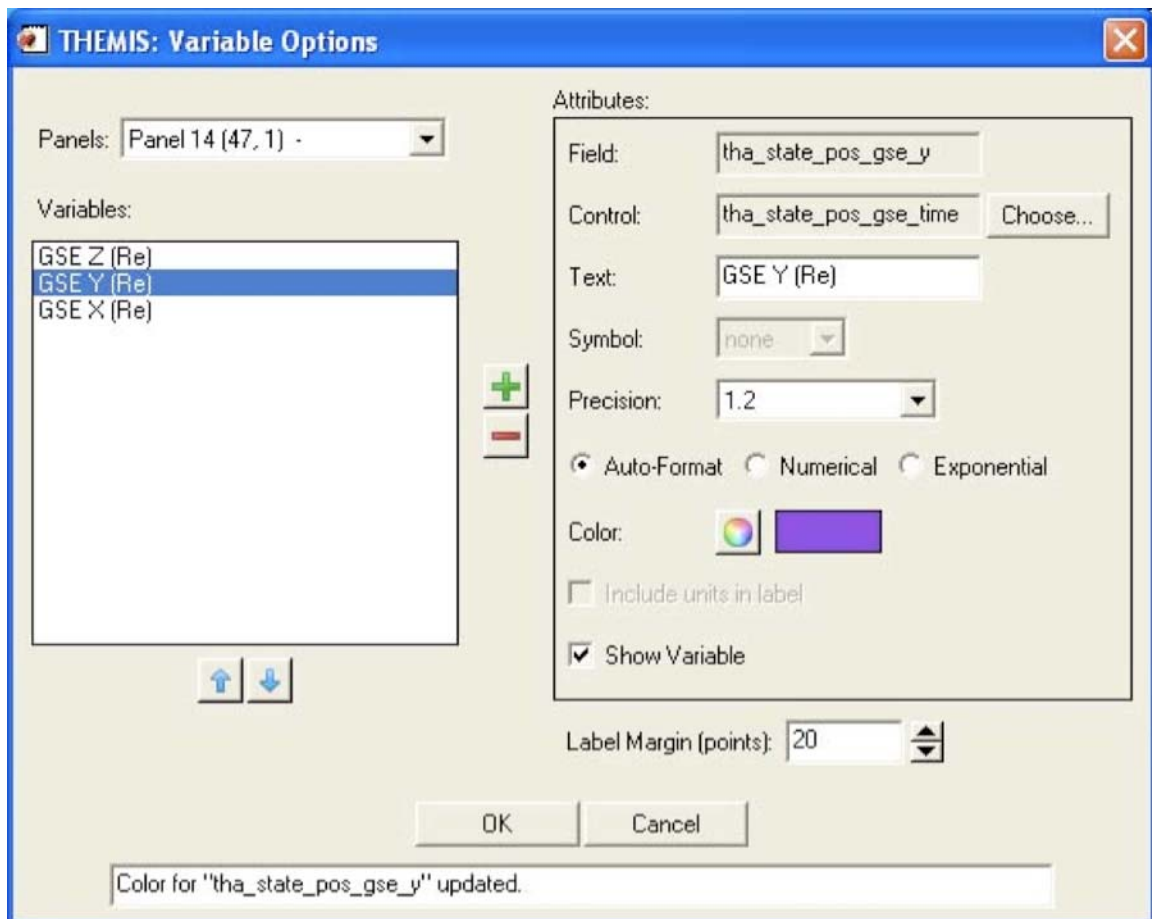 THEMIS: Variable Options
Panels: Panel 14 (47, 1) -
Variables:
GSE Z (Re)
GSE Y (Re)
GSE X (Re)
Attributes:
Field: tha_state_pos_gse_y
Control: tha_state_pos_gse_time Choose...
Text: GSE Y (Re)
Symbol: none
Precision: 1.2
Auto-Format Numerical Exponential
Color:
Include units in label
Show Variable
Label Margin (points): 20
OK Cancel
Color for "tha_state_pos_gse_y" updated.